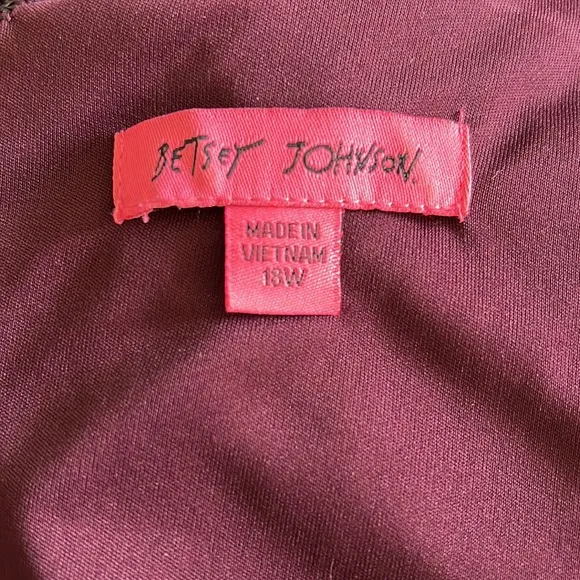 BETSEY JOHNSON.
MADE IN
VIETNAM
18W